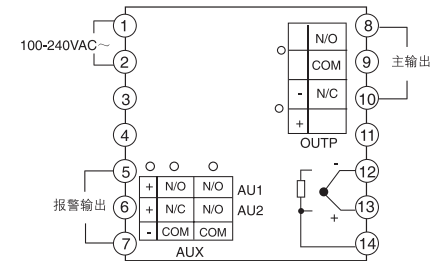 100-240VAC~
1
2
3
4
5
6
7
报警输出
8
9
10
11
12
13
14
主输出
N/O
COM
- N/C
+
OUTP
+ N/O N/O AU1
+ N/C N/O AU2
- COM COM
AUX
-
+